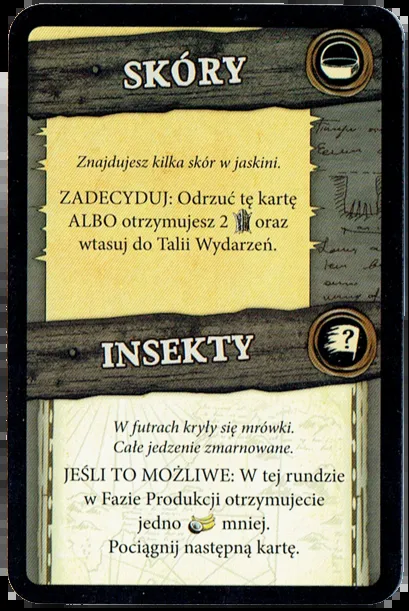 SKÓRY
Znajdujesz kilka skór w jaskini.
ZADECYDUJ: Odrzuć tę kartę
ALBO otrzymujesz 2 oraz
wtasuj do Talii Wydarzeń.
INSEKTY
?
W futrach kryły się mrówki.
Całe jedzenie zmarnowane.
JEŚLI TO MOŻLIWE: W tej rundzie
w Fazie Produkcji otrzymujecie
jedno mniej.
Pociągnij następną kartę.